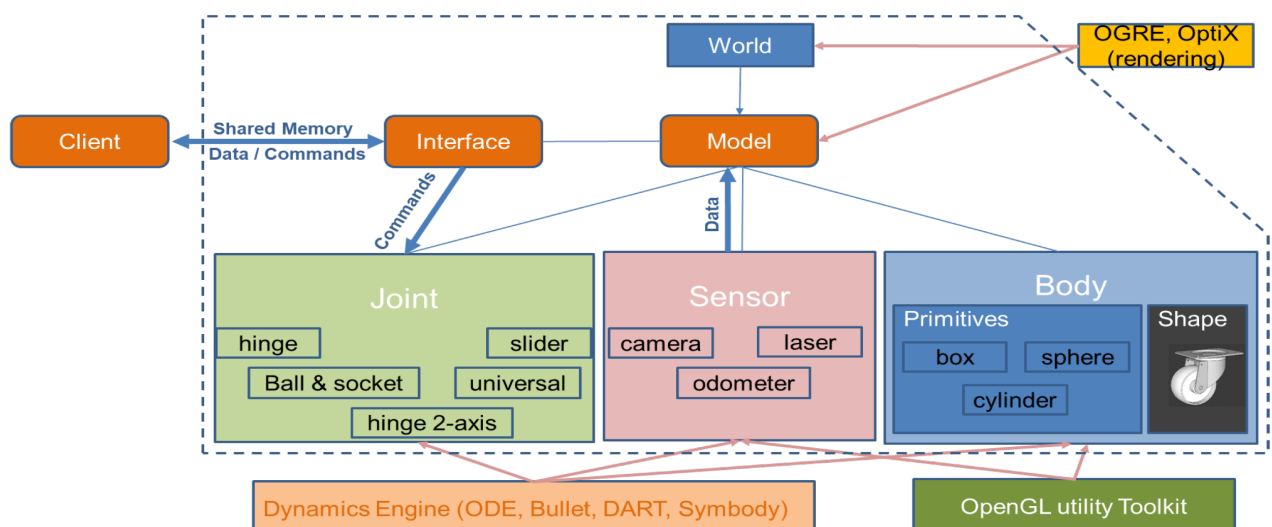 World
OGRE, OptiX
(rendering)
Client
Shared Memory
Data / Commands
Interface
Model
Commands
Data
Joint
hinge
slider
Ball & socket
universal
hinge 2-axis
Sensor
camera
laser
odometer
Body
Primitives
box
sphere
cylinder
Shape
Dynamics Engine (ODE, Bullet, DART, Symbody)
OpenGL utility Toolkit